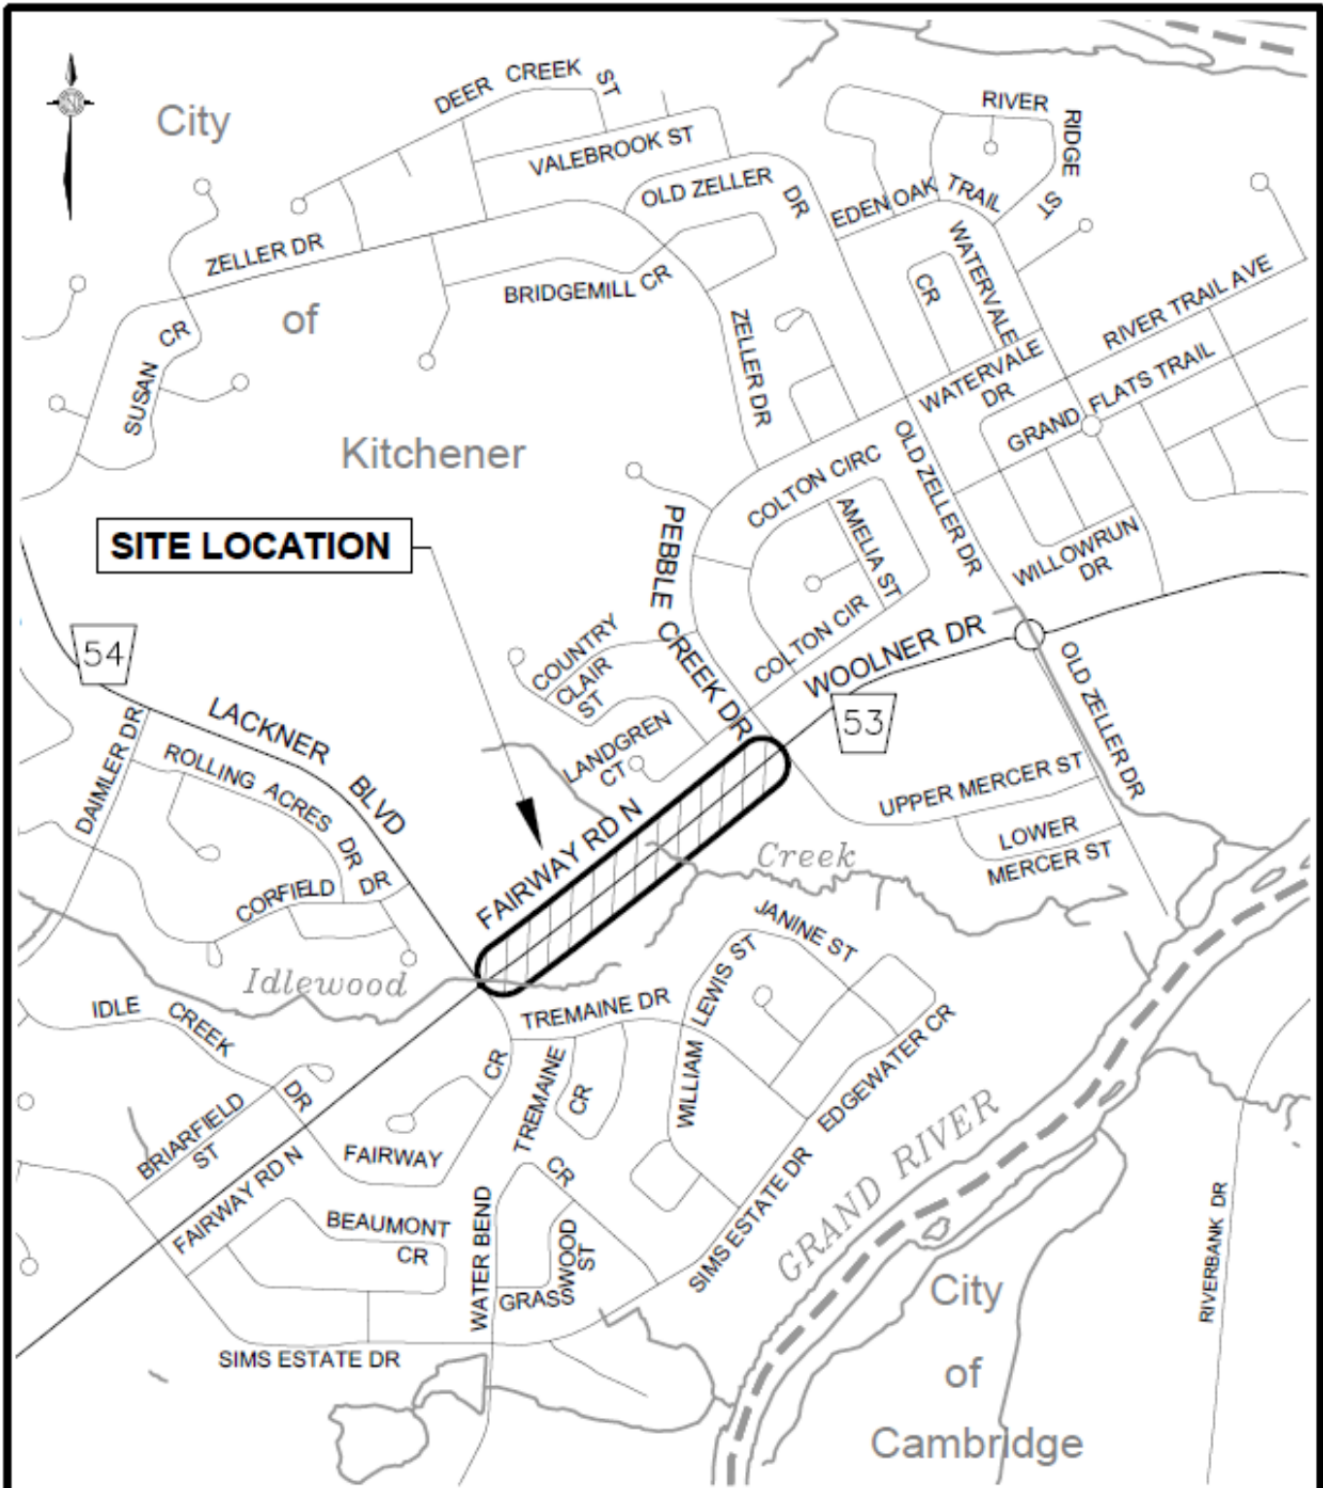 DEER CREEK ST
City
VALEBROOK ST
RIVER RIDGE ST
OLD ZELLER DR
EDEN OAK TRAIL
ZELLER DR
BRIDGEMILL CR
of
WATERVALE CR
RIVER TRAIL AVE
SUSAN CR
ZELLER DR
WATERVALE DR
GRAND FLATS TRAIL
Kitchener
COLTON CIRC
OLD ZELLER DR
AMELIA ST
WILLOWRUN DR
SITE LOCATION
PEBBLE CREEK DR
COUNTRY CLAIR ST
COLTON CIR
WOOLNER DR
54
53
LACKNER BLVD
DAIMLER DR
ROLLING ACRES DR
LANDGREN CT
OLD ZELLER DR
UPPER MERCER ST
LOWER MERCER ST
FAIRWAY RD N
Creek
CORFIELD DR
JANINE ST
Idlewood
IDLE CREEK DR
TREMAINE DR
WILLIAM LEWIS ST
EDGEWATER CR
TREMAINE CR
BRIARFIELD ST
FAIRWAY CR
FAIRWAY RD N
BEAUMONT CR
WATER BEND CR
GRASSWOOD ST
SIMS ESTATE DR
GRAND RIVER
RIVERBANK DR
SIMS ESTATE DR
City
of
Cambridge